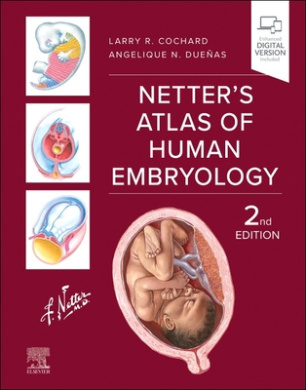 LARRY R. COCHARD
ANGELIQUE N. DUEÑAS
Enhanced
DIGITAL
VERSION
Included
NETTER'S
ATLAS OF
HUMAN
EMBRYOLOGY
2nd
EDITION
F. Netter
M.D.
ELSEVIER